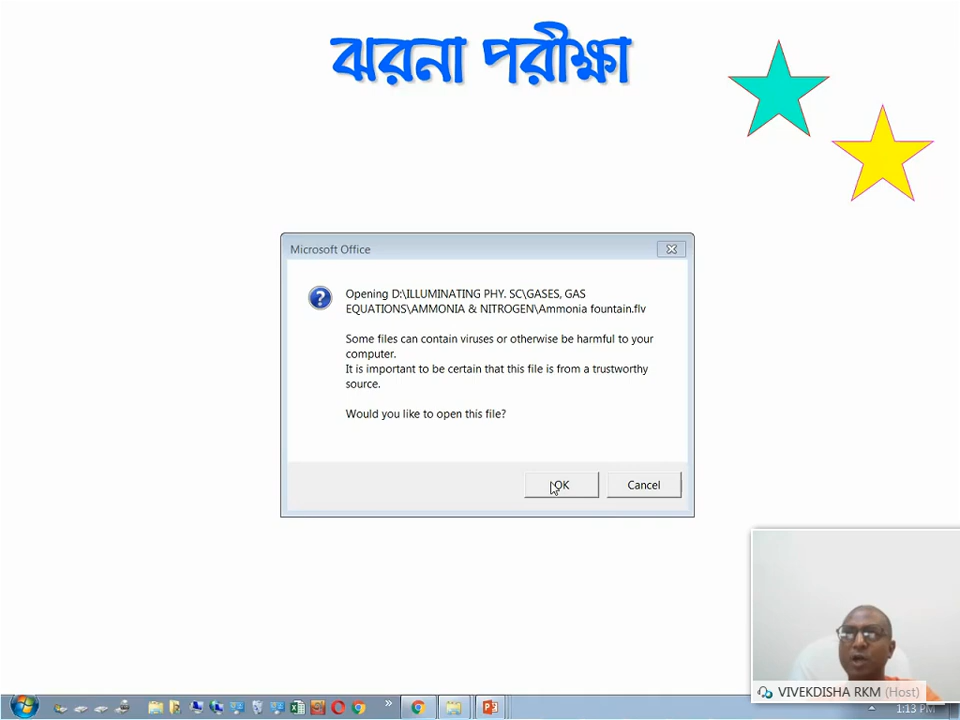 ঝরনা পরীক্ষা
Microsoft Office
Opening D:\ILLUMINATING PHY. SC\GASES, GAS
EQUATIONS\AMMONIA & NITROGEN\Ammonia fountain.flv
Some files can contain viruses or otherwise be harmful to your
computer.
It is important to be certain that this file is from a trustworthy
source.
Would you like to open this file?
OK
Cancel
VIVEKDISHA RKM (Host)
1:13 PM